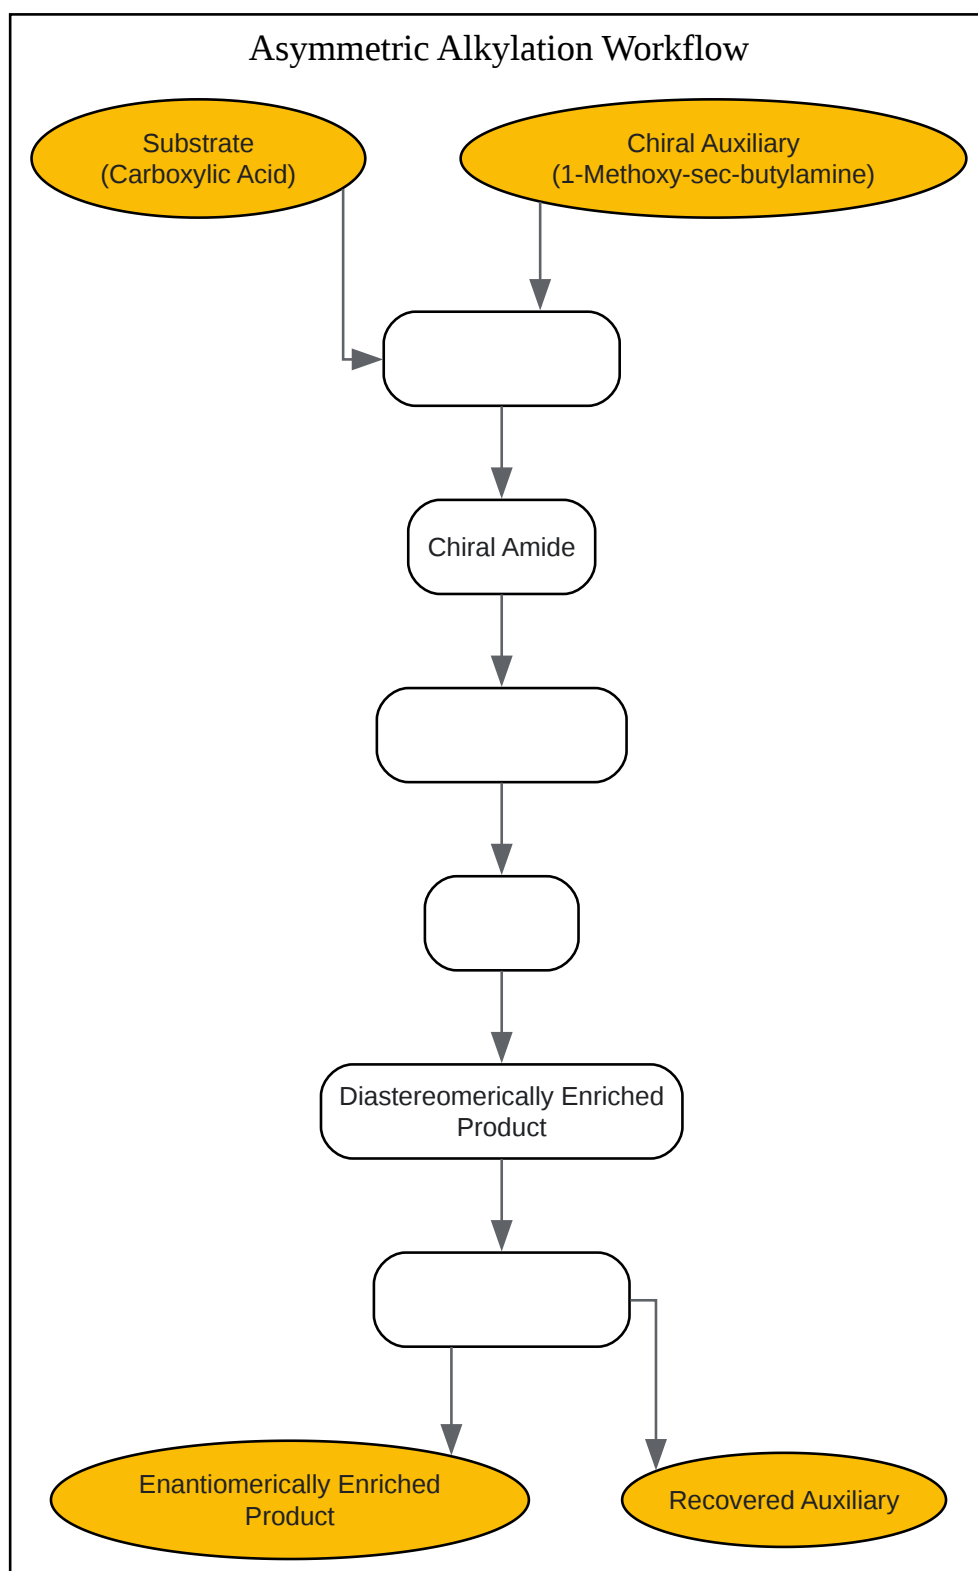 Asymmetric Alkylation Workflow
Substrate
(Carboxylic Acid)
Chiral Auxiliary
(1-Methoxy-sec-butylamine)
Chiral Amide
Diastereomerically Enriched
Product
Enantiomerically Enriched
Product
Recovered Auxiliary